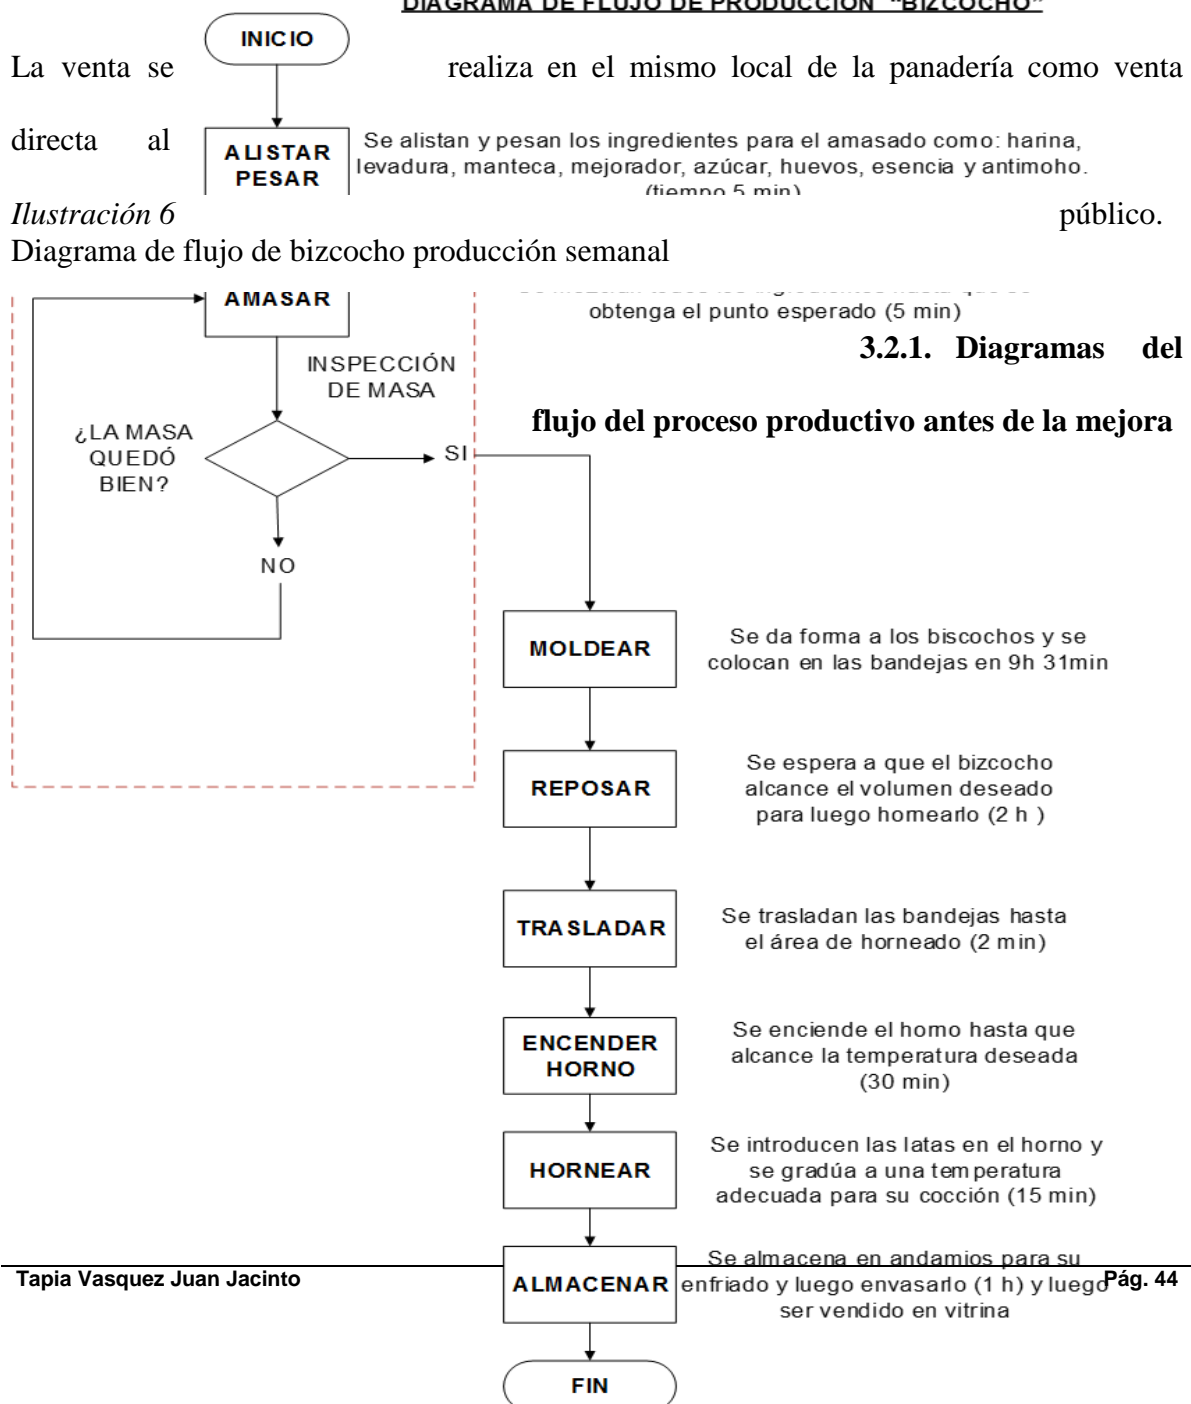 DIAGRAMA DE FLUJO DE PRODUCCIÓN "BIZCOCHO"
INICIO
La venta se realiza en el mismo local de la panadería como venta
directa al
ALISTAR
PESAR
Se alistan y pesan los ingredientes para el amasado como: harina,
levadura, manteca, mejorador, azúcar, huevos, esencia y antimoho.
(tiempo 5 min)
Ilustración 6
público.
Diagrama de flujo de bizcocho producción semanal
AMASAR
obtenga el punto esperado (5 min)
3.2.1. Diagramas del
flujo del proceso productivo antes de la mejora
INSPECCIÓN
DE MASA
¿LA MASA
QUEDÓ
BIEN?
SI
NO
MOLDEAR
Se da forma a los biscochos y se
colocan en las bandejas en 9h 31min
REPOSAR
Se espera a que el bizcocho
alcance el volumen deseado
para luego hornearlo (2 h )
TRASLADAR
Se trasladan las bandejas hasta
el área de horneado (2 min)
ENCENDER
HORNO
Se enciende el horno hasta que
alcance la temperatura deseada
(30 min)
HORNEAR
Se introducen las latas en el horno y
se gradúa a una temperatura
adecuada para su cocción (15 min)
ALMACENAR
Se almacena en andamios para su
enfriado y luego envasarlo (1 h) y luego
ser vendido en vitrina
Tapia Vasquez Juan Jacinto
Pág. 44
FIN